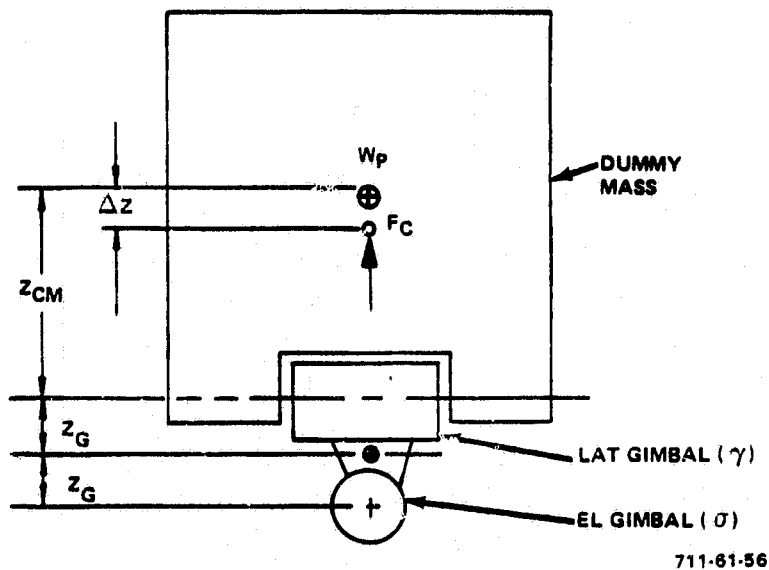 W_P
DUMMY
MASS
Δz
F_C
z_CM
z_G
LAT GIMBAL (γ)
z_G
EL GIMBAL (σ)
711-61-56